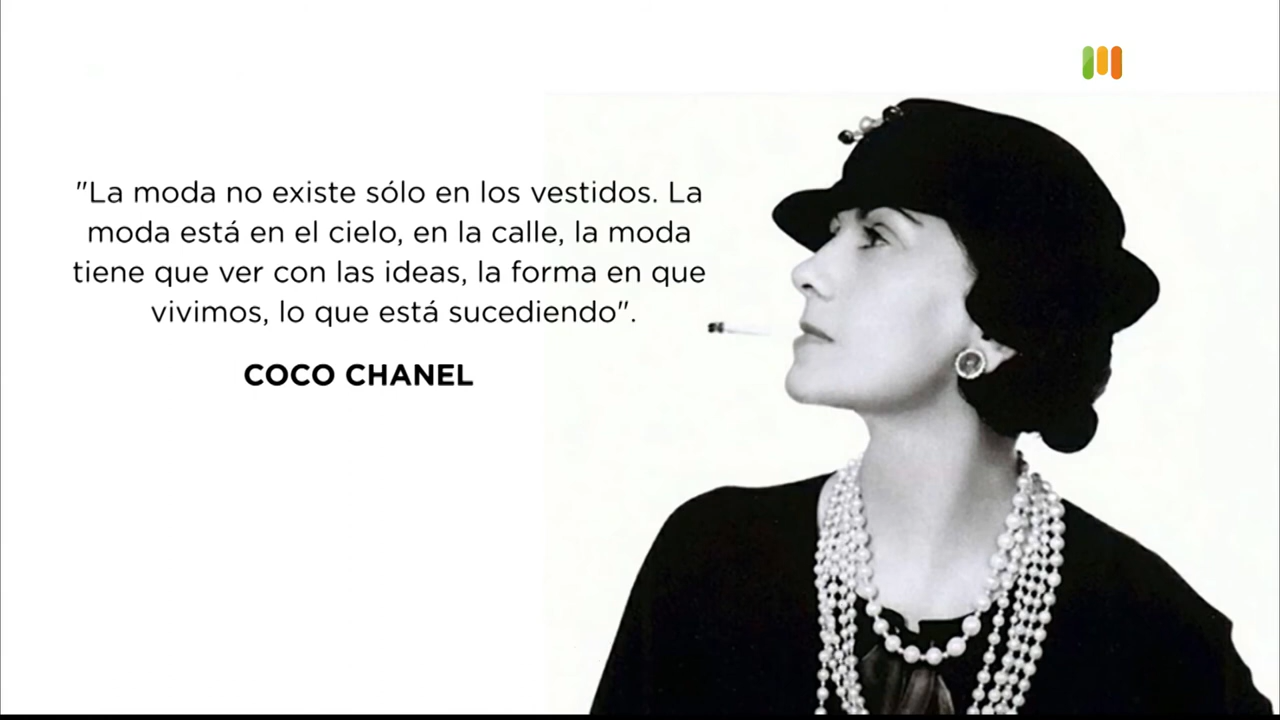 "La moda no existe sólo en los vestidos. La
moda está en el cielo, en la calle, la moda
tiene que ver con las ideas, la forma en que
vivimos, lo que está sucediendo".
COCO CHANEL